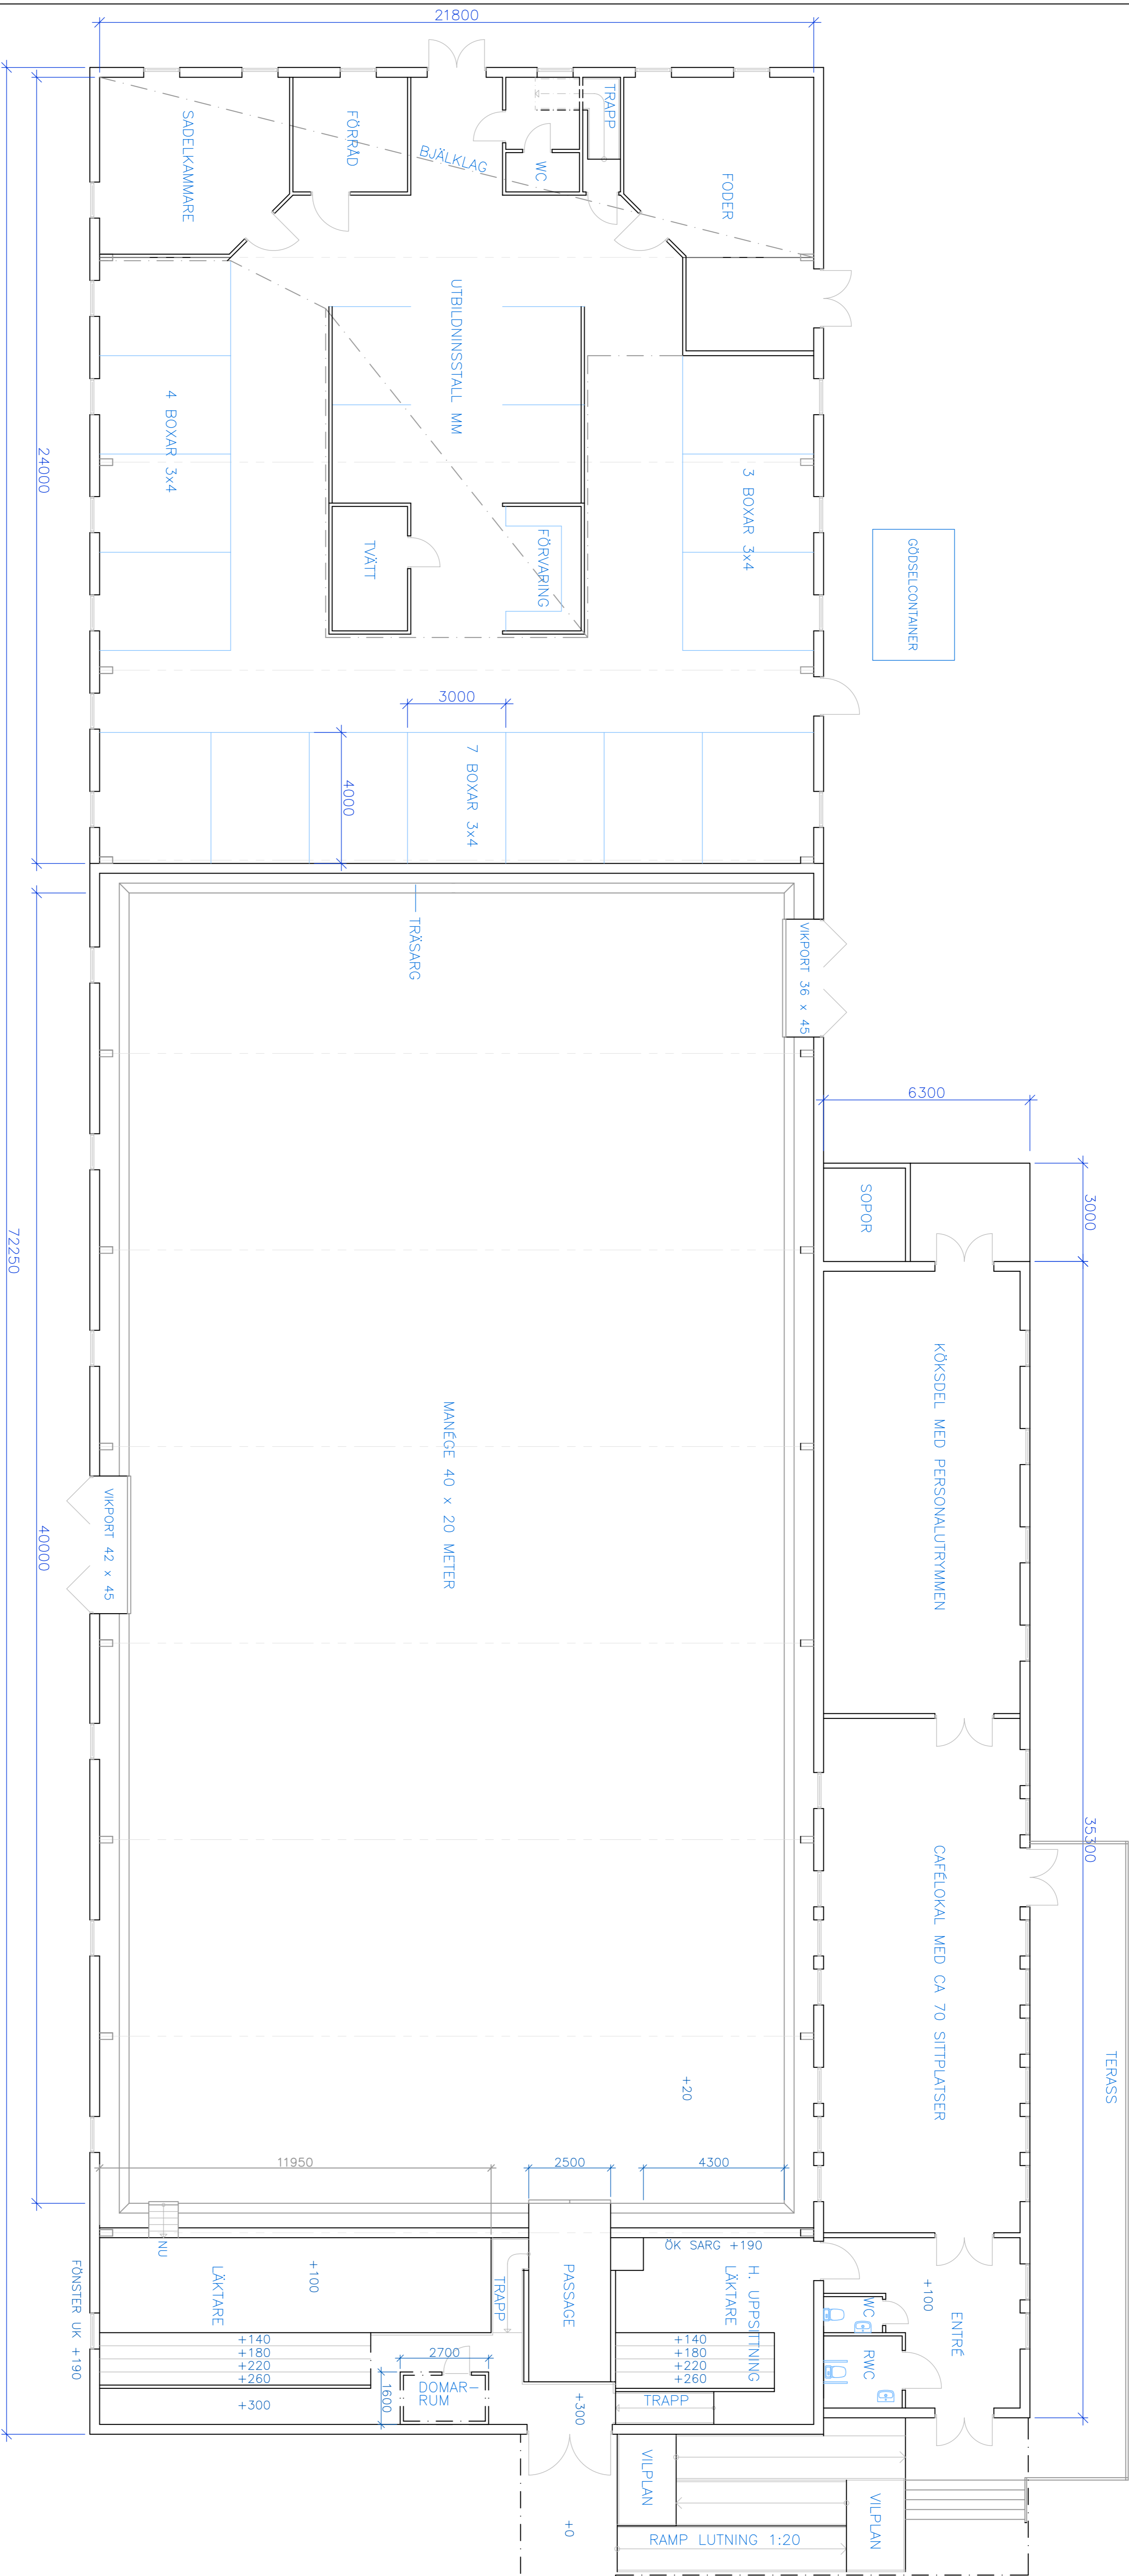 21800
TRAPP
FÖRRÅD
SADELKAMMARE
BJÄLKLAG
WC
FODER
UTBILDNINSSTALL MM
4 BOXAR 3x4
3 BOXAR 3x4
24000
GÖDSELCONTAINER
TVÄTT
FÖRVARING
3000
7 BOXAR 3x4
4000
TRÄSARG
VIKPORT 36 x 45
6300
3000
SOPOR
72250
KÖKSDEL MED PERSONALUTRYMMEN
MANÉGE 40 x 20 METER
VIKPORT 42 x 45
40000
35300
CAFÉLOKAL MED CA 70 SITTPLATSER
TERASS
+20
11950
2500
4300
NU
ÖK SARG +190
FÖNSTER UK +190
LÄKTARE
+100
TRAPP
PASSAGE
H. UPPSITTNING
LÄKTARE
+100
ENTRÉ
WC
RWC
+140
+180
+220
+260
+300
2700
1600
DOMAR-
RUM
+140
+180
+220
+260
TRAPP
+300
VILPLAN
VILPLAN
+0
RAMP LUTNING 1:20